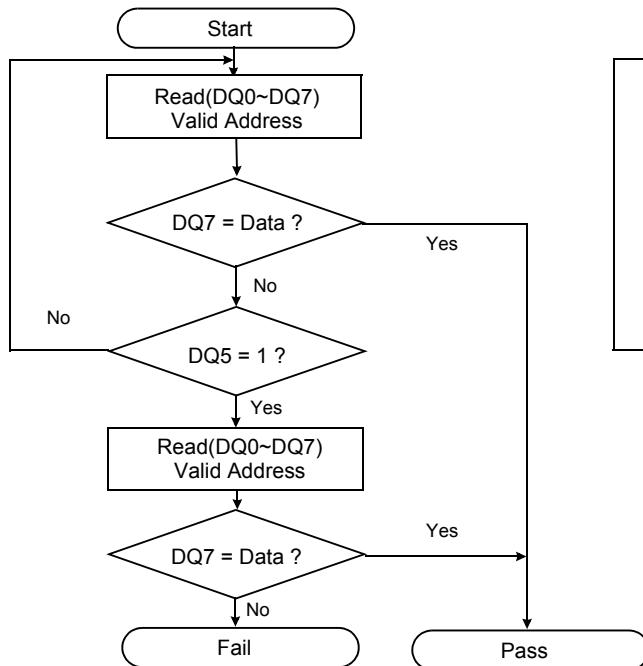 Start
Read(DQ0~DQ7)
Valid Address
DQ7 = Data ?
Yes
No
No
DQ5 = 1 ?
Yes
Read(DQ0~DQ7)
Valid Address
DQ7 = Data ?
Yes
No
Fail
Pass